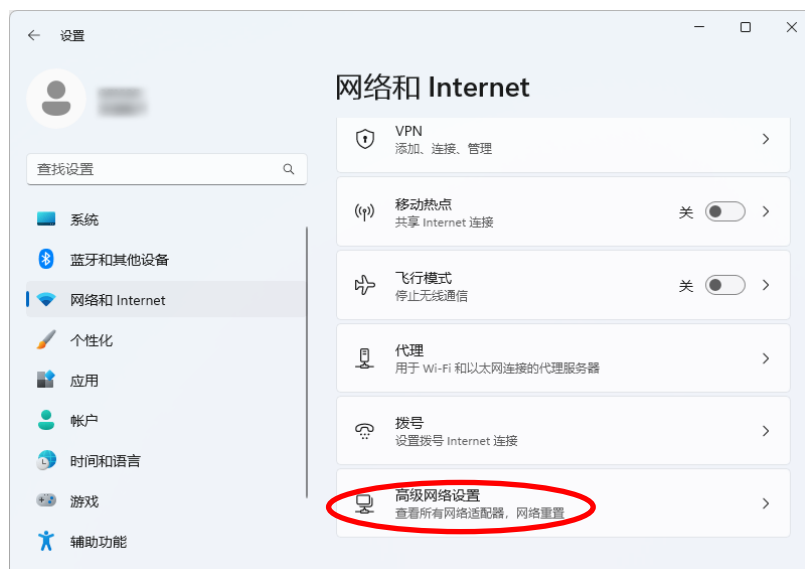 设置
查找设置
系统
蓝牙和其他设备
网络和 Internet
个性化
应用
帐户
时间和语言
游戏
辅助功能
网络和 Internet
VPN
添加、连接、管理
移动热点
共享 Internet 连接
关
飞行模式
停止无线通信
关
代理
用于 Wi-Fi 和以太网连接的代理服务器
拨号
设置拨号 Internet 连接
高级网络设置
查看所有网络适配器，网络重置